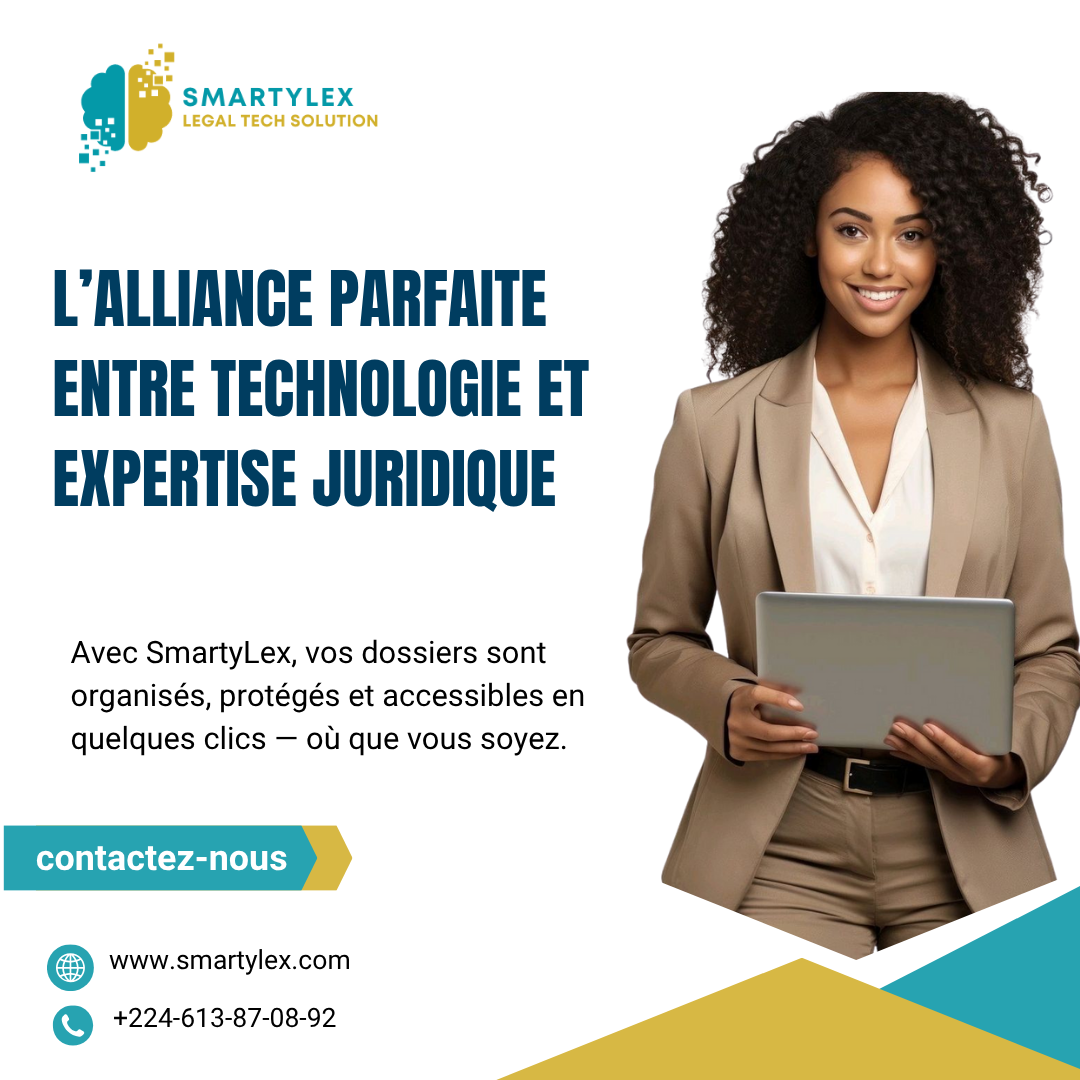 SMARTYLEX
LEGAL TECH SOLUTION
L’ALLIANCE PARFAITE
ENTRE TECHNOLOGIE ET
EXPERTISE JURIDIQUE
Avec SmartyLex, vos dossiers sont
organisés, protégés et accessibles en
quelques clics — où que vous soyez.
contactez-nous
www.smartylex.com
+224-613-87-08-92